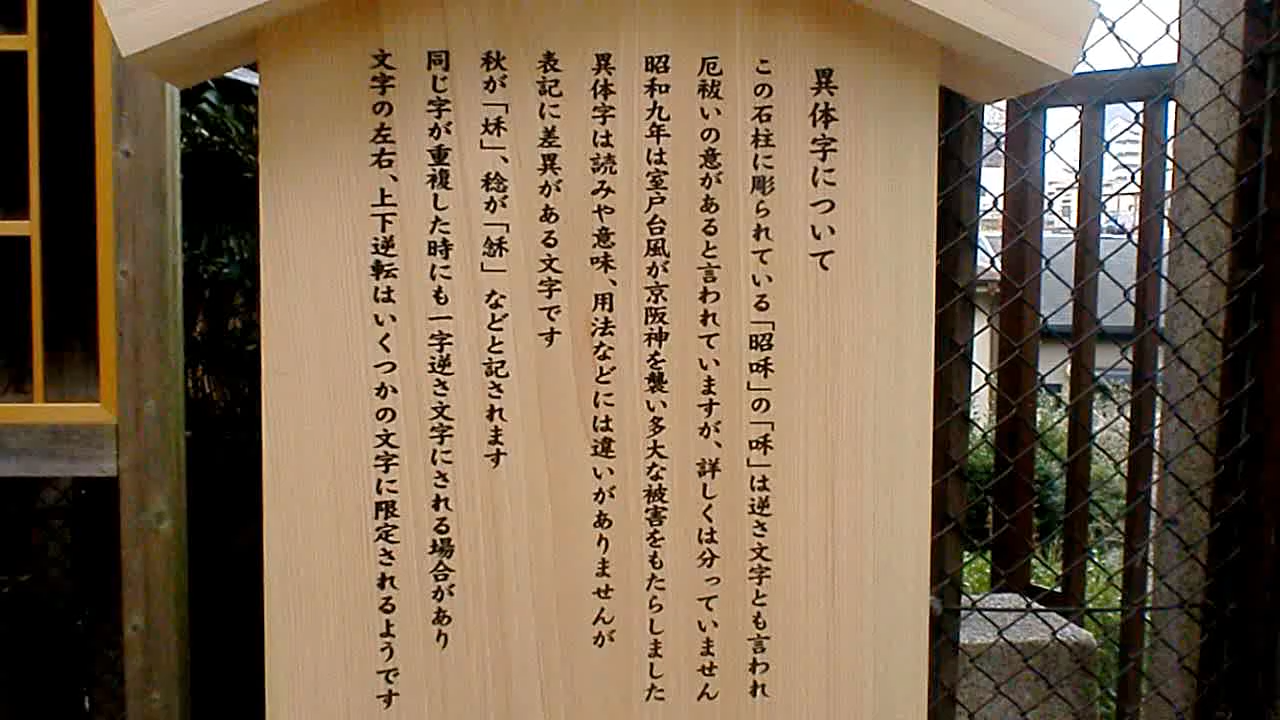 異体字について
この石柱に彫られている「昭咊」の「咊」は逆さ文字とも言われ
厄祓いの意があると言われていますが、詳しくは分っていません
昭和九年は室戸台風が京阪神を襲い多大な被害をもたらしました
異体字は読みや意味、用法などには違いがありませんが
表記に差異がある文字です
秋が「秌」、稔が「䅖」などと記されます
同じ字が重複した時にも一字逆さ文字にされる場合があり
文字の左右、上下逆転はいくつかの文字に限定されるようです